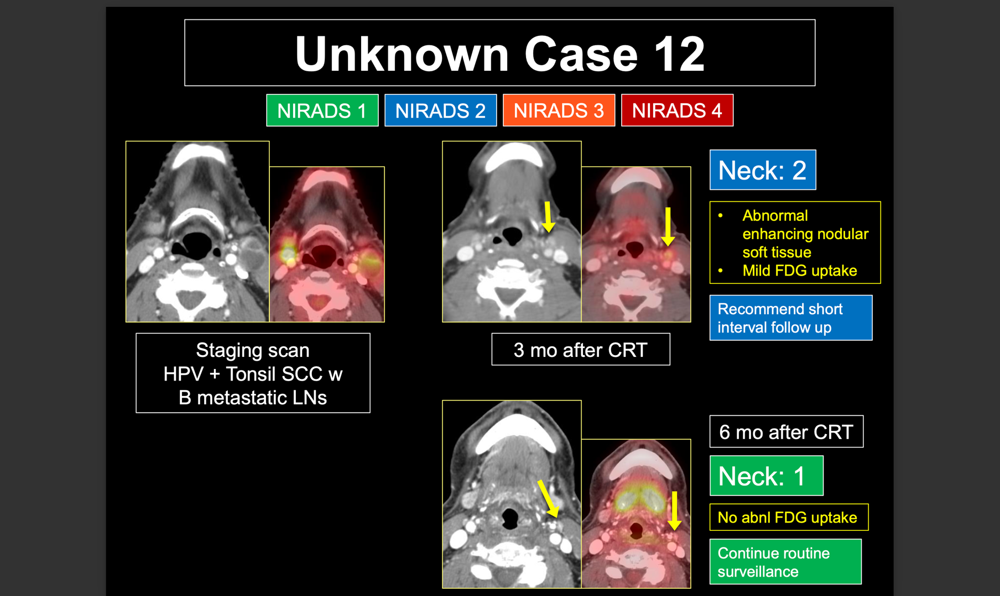 Unknown Case 12
NIRADS 1
NIRADS 2
NIRADS 3
NIRADS 4
Staging scan
HPV + Tonsil SCC w
B metastatic LNs
3 mo after CRT
Neck: 2
• Abnormal
enhancing nodular
soft tissue
• Mild FDG uptake
Recommend short
interval follow up
6 mo after CRT
Neck: 1
No abnl FDG uptake
Continue routine
surveillance